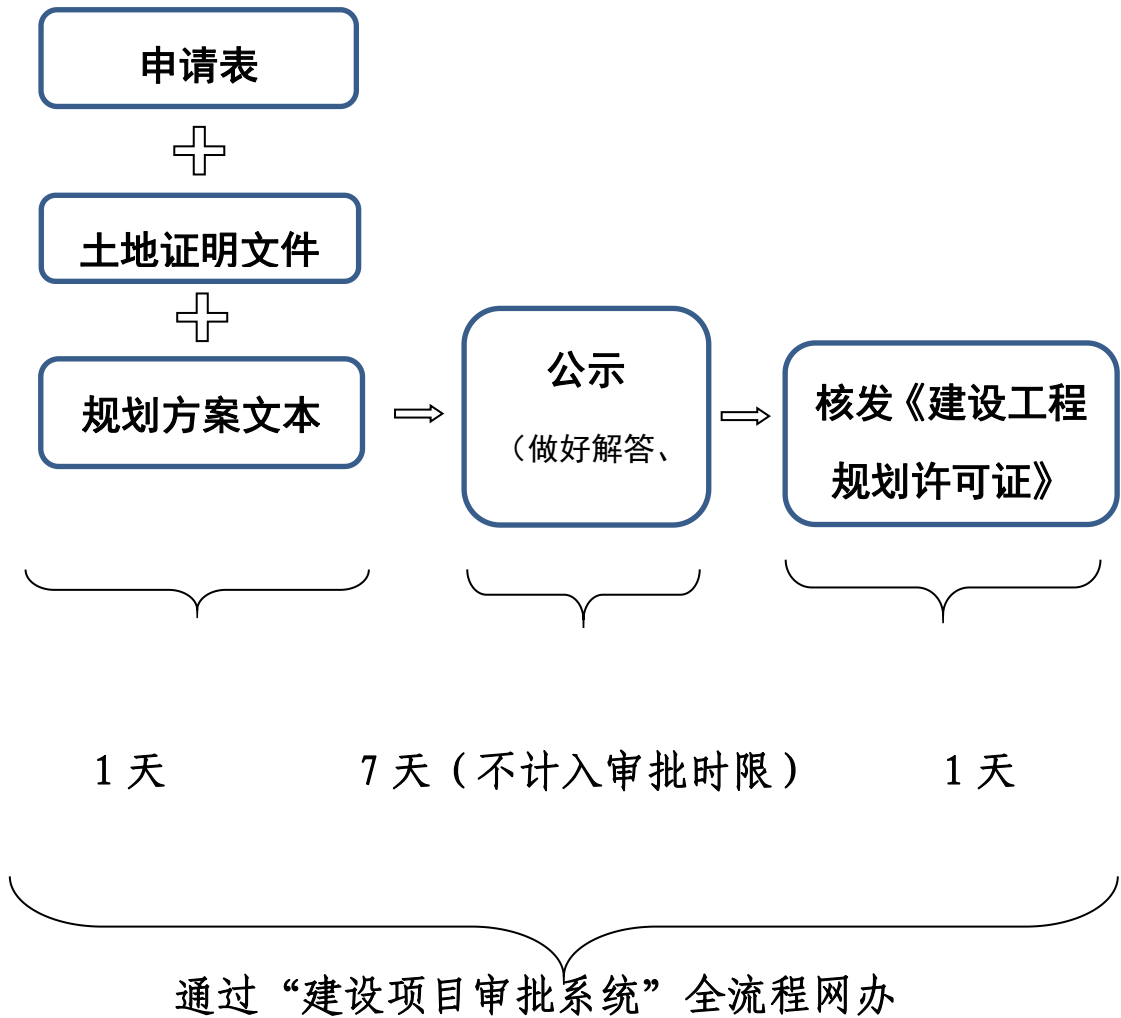 申请表
土地证明文件
规划方案文本
公示
（做好解答、
核发《建设工程
规划许可证》
1天
7天（不计入审批时限）
1天
通过“建设项目审批系统”全流程网办